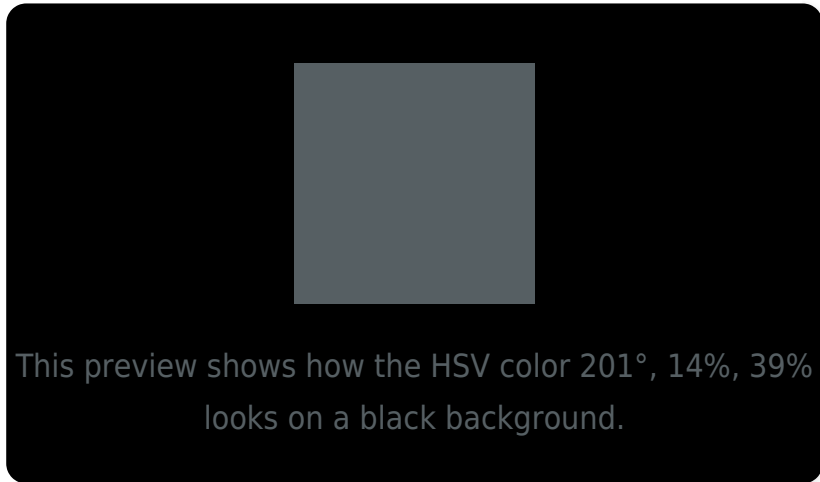 This preview shows how the HSV color 201°, 14%, 39%
looks on a black background.